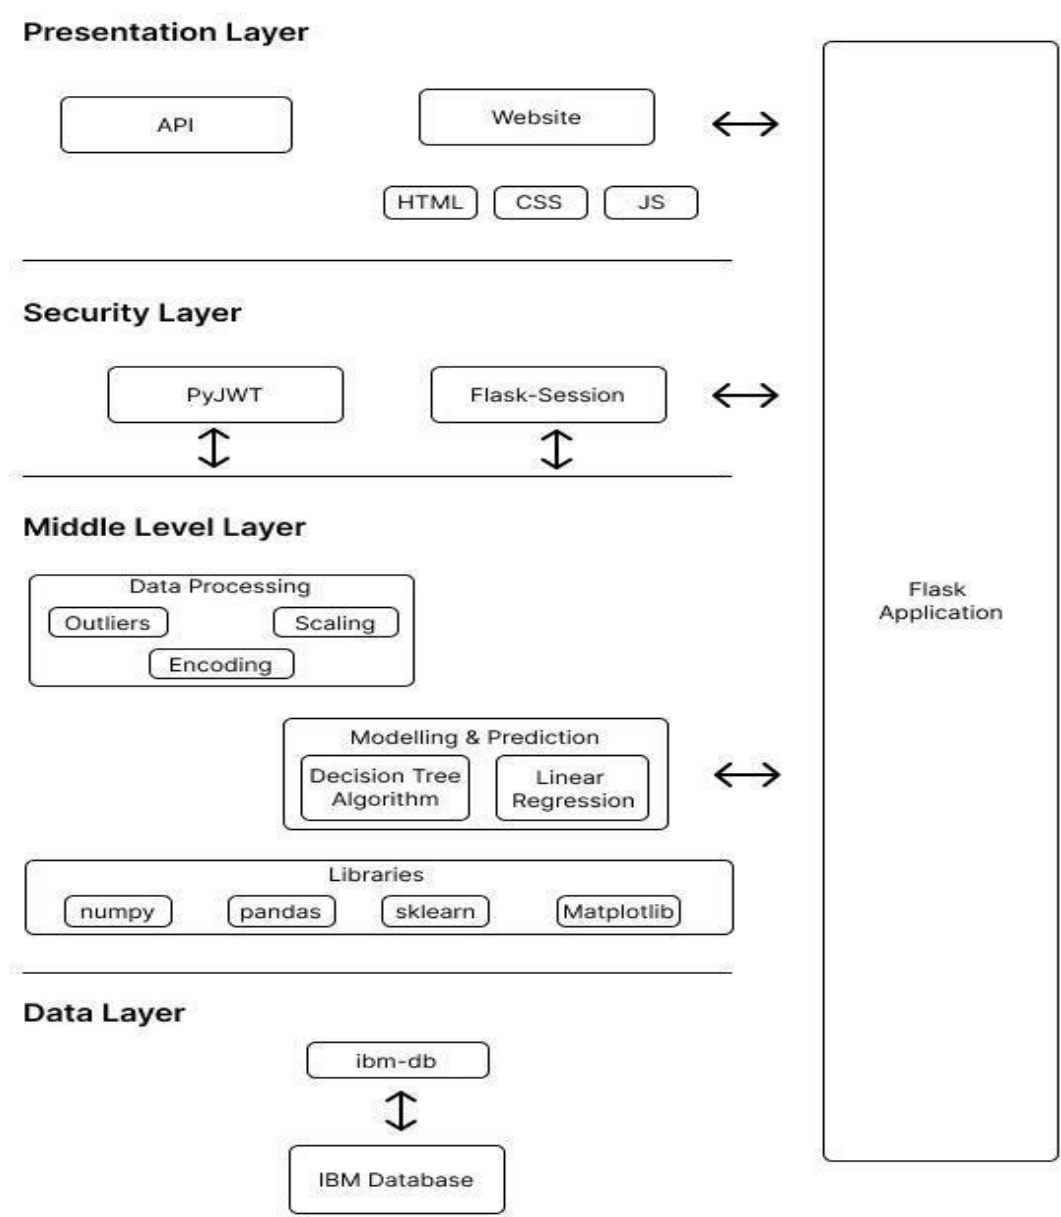 Presentation Layer
API
Website
HTML
CSS
JS
Security Layer
PyJWT
Flask-Session
Middle Level Layer
Data Processing
Outliers
Scaling
Encoding
Modelling & Prediction
Decision Tree
Algorithm
Linear
Regression
Libraries
numpy
pandas
sklearn
Matplotlib
Data Layer
ibm-db
IBM Database
Flask
Application